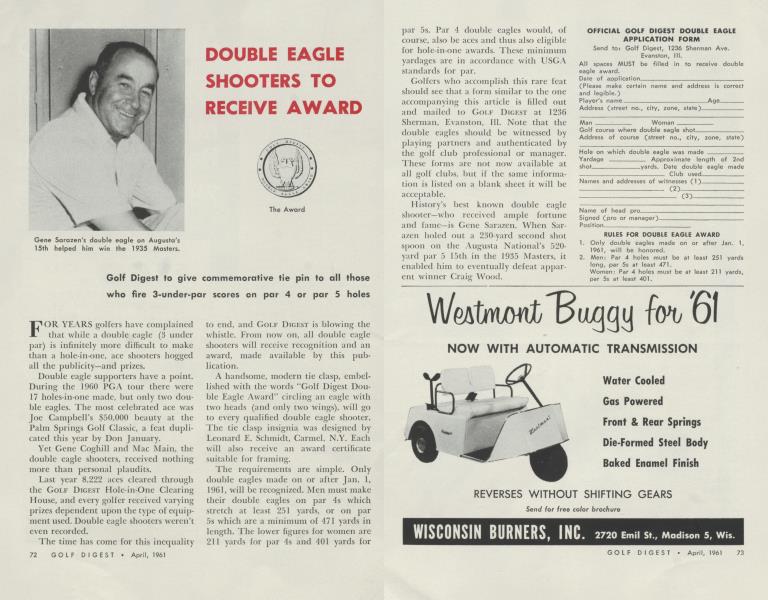 DOUBLE EAGLE
SHOOTERS TO
RECEIVE AWARD
The Award
Gene Sarazen's double eagle on Augusta's
15th helped him win the 1935 Masters.
Golf Digest to give commemorative tie pin to all those
who fire 3-under-par scores on par 4 or par 5 holes
FOR YEARS golfers have complained
that while a double eagle (3 under
par) is infinitely more difficult to make
than a hole-in-one, ace shooters hogged
all the publicity—and prizes.
Double eagle supporters have a point.
During the 1960 PGA tour there were
17 holes-in-one made, but only two dou-
ble eagles. The most celebrated ace was
Joe Campbell's $50,000 beauty at the
Palm Springs Golf Classic, a feat dupli-
cated this year by Don January.
Yet Gene Coghill and Mac Main, the
double eagle shooters, received nothing
more than personal plaudits.
Last year 8,222 aces cleared through
the GOLF DIGEST Hole-in-One Clearing
House, and every golfer received varying
prizes dependent upon the type of equip-
ment used. Double eagle shooters weren't
even recorded.
The time has come for this inequality
to end, and GOLF DIGEST is blowing the
whistle. From now on, all double eagle
shooters will receive recognition and an
award, made available by this pub-
lication.
A handsome, modern tie clasp, embel-
lished with the words "Golf Digest Dou-
ble Eagle Award" circling an eagle with
two heads (and only two wings), will go
to every qualified double eagle shooter.
The tie clasp insignia was designed by
Leonard E. Schmidt, Carmel, N.Y. Each
will also receive an award certificate
suitable for framing.
The requirements are simple. Only
double eagles made on or after Jan. 1,
1961, will be recognized. Men must make
their double eagles on par 4s which
stretch at least 251 yards, or on par
5s which are a minimum of 471 yards in
length. The lower figures for women are
211 yards for par 4s and 401 yards for
72 GOLF DIGEST • April, 1961
par 5s. Par 4 double eagles would, of
course, also be aces and thus also eligible
for hole-in-one awards. These minimum
yardages are in accordance with USGA
standards for par.
Golfers who accomplish this rare feat
should see that a form similar to the one
accompanying this article is filled out
and mailed to GOLF DIGEST at 1236
Sherman, Evanston, Ill. Note that the
double eagles should be witnessed by
playing partners and authenticated by
the golf club professional or manager.
These forms are not now available at
all golf clubs, but if the same informa-
tion is listed on a blank sheet it will be
acceptable.
History's best known double eagle
shooter—who received ample fortune
and fame—is Gene Sarazen. When Sar-
azen holed out a 230-yard second shot
spoon on the Augusta National's 520-
yard par 5 15th in the 1935 Masters, it
enabled him to eventually defeat appar-
ent winner Craig Wood.
OFFICIAL GOLF DIGEST DOUBLE EAGLE
APPLICATION FORM
Send to: Golf Digest, 1236 Sherman Ave.
Evanston, Ill.
All spaces MUST be filled in to receive double
eagle award.
Date of application
(Please make certain name and address is correct
and legible.)
Player's name Age
Address (street no., city, zone, state)
Man Woman
Golf course where double eagle shot
Address of course (street no., city, zone, state)
Hole on which double eagle was made
Yardage Approximate length of 2nd
shot yards. Date double eagle made
Club used
Names and addresses of witnesses (1)
(2)
(3)
Name of head pro
Signed (pro or manager)
Position
RULES FOR DOUBLE EAGLE AWARD
1. Only double eagles made on or after Jan. 1,
1961, will be honored.
2. Men: Par 4 holes must be at least 251 yards
long, par 5s at least 471.
Women: Par 4 holes must be at least 211 yards,
par 5s at least 401.
Westmont Buggy for '61
NOW WITH AUTOMATIC TRANSMISSION
Water Cooled
Gas Powered
Front & Rear Springs
Die-Formed Steel Body
Baked Enamel Finish
Westmont
REVERSES WITHOUT SHIFTING GEARS
Send for free color brochure
WISCONSIN BURNERS, INC. 2720 Emil St., Madison 5, Wis.
GOLF DIGEST • April, 1961 73